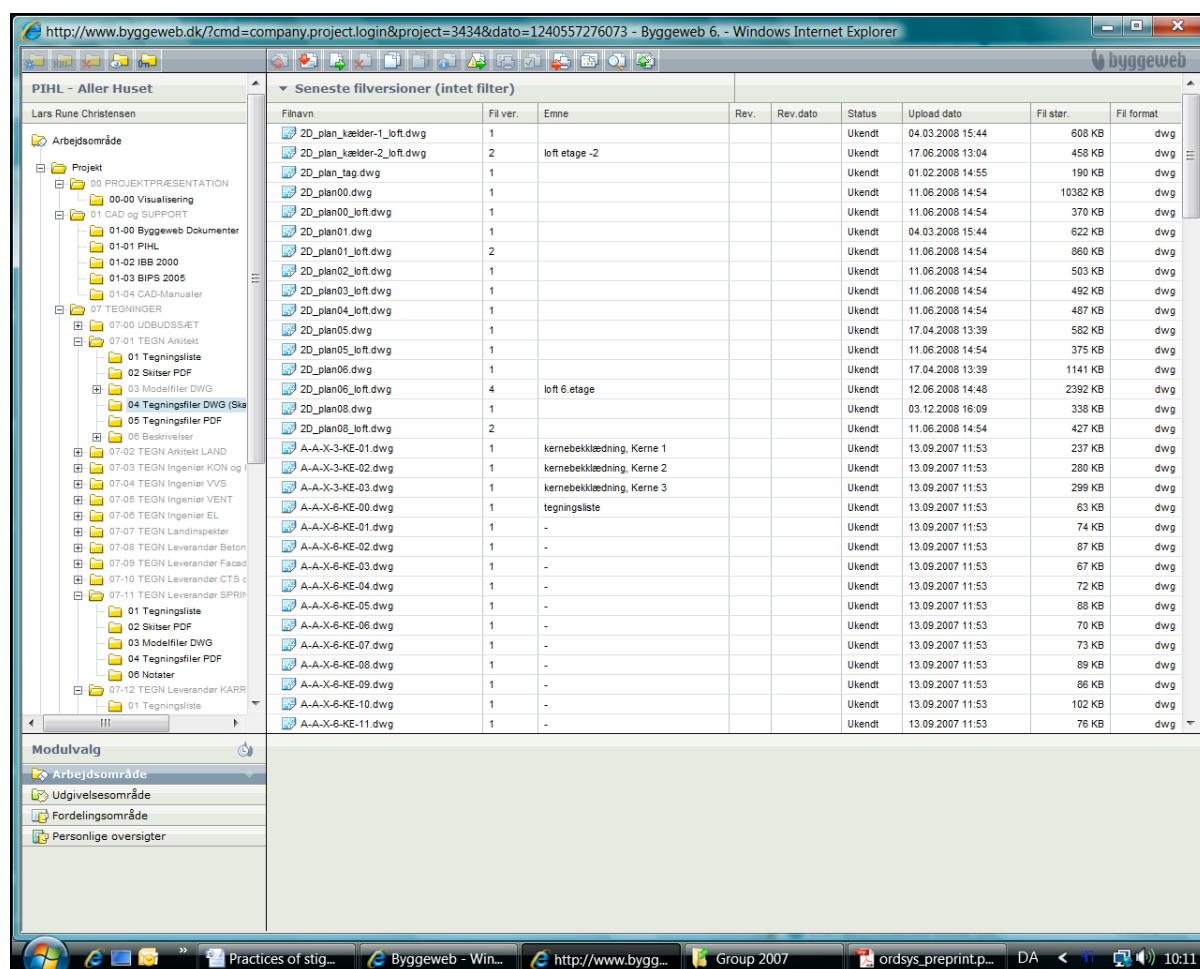 http://www.byggeweb.dk/?cmd=company.project.login&project=3434&dato=1240557276073 - Byggeweb 6. - Windows Internet Explorer
byggeweb
PIHL - Aller Huset
Lars Rune Christensen
Arbejdsområde
Projekt
00 PROJEKTPRÆSENTATION
00-00 Visualisering
01 CAD og SUPPORT
01-00 Byggeweb Dokumenter
01-01 PIHL
01-02 IBB 2000
01-03 BIPS 2005
01-04 CAD-Manualer
07 TEGNINGER
07-00 UDBUDSSÆT
07-01 TEGN Arkitekt
01 Tegningsliste
02 Skitser PDF
03 Modelfiler DWG
04 Tegningsfiler DWG (Ska
05 Tegningsfiler PDF
06 Beskrivelser
07-02 TEGN Arkitekt LAND
07-03 TEGN Ingeniør KON og
07-04 TEGN Ingeniør VVS
07-05 TEGN Ingeniør VENT
07-06 TEGN Ingeniør EL
07-07 TEGN Landinspektør
07-08 TEGN Leverandør Beton
07-09 TEGN Leverandør Facad
07-10 TEGN Leverandør CTS
07-11 TEGN Leverandør SPRIN
01 Tegningsliste
02 Skitser PDF
03 Modelfiler DWG
04 Tegningsfiler PDF
06 Notater
07-12 TEGN Leverandør KARR
01 Tegningsliste
Modulvalg
Arbejdsområde
Udgivelsesområde
Fordelingsområde
Personlige oversigter
Seneste filversioner (intet filter)
Filnavn Fil ver. Emne Rev. Rev.dato Status Upload dato Fil stør. Fil format
2D_plan_kælder-1_loft.dwg 1 Ukendt 04.03.2008 15:44 608 KB dwg
2D_plan_kælder-2_loft.dwg 2 loft etage -2 Ukendt 17.06.2008 13:04 458 KB dwg
2D_plan_tag.dwg 1 Ukendt 01.02.2008 14:55 190 KB dwg
2D_plan00.dwg 1 Ukendt 11.06.2008 14:54 10382 KB dwg
2D_plan00_loft.dwg 1 Ukendt 11.06.2008 14:54 370 KB dwg
2D_plan01.dwg 1 Ukendt 04.03.2008 15:44 622 KB dwg
2D_plan01_loft.dwg 2 Ukendt 11.06.2008 14:54 860 KB dwg
2D_plan02_loft.dwg 1 Ukendt 11.06.2008 14:54 503 KB dwg
2D_plan03_loft.dwg 1 Ukendt 11.06.2008 14:54 492 KB dwg
2D_plan04_loft.dwg 1 Ukendt 11.06.2008 14:54 487 KB dwg
2D_plan05.dwg 1 Ukendt 17.04.2008 13:39 582 KB dwg
2D_plan05_loft.dwg 1 Ukendt 11.06.2008 14:54 375 KB dwg
2D_plan06.dwg 1 Ukendt 17.04.2008 13:39 1141 KB dwg
2D_plan06_loft.dwg 4 loft 6.etage Ukendt 12.06.2008 14:48 2392 KB dwg
2D_plan08.dwg 1 Ukendt 03.12.2008 16:09 338 KB dwg
2D_plan08_loft.dwg 2 Ukendt 11.06.2008 14:54 427 KB dwg
A-A-X-3-KE-01.dwg 1 kernebekklædning, Kerne 1 Ukendt 13.09.2007 11:53 237 KB dwg
A-A-X-3-KE-02.dwg 1 kernebekklædning, Kerne 2 Ukendt 13.09.2007 11:53 280 KB dwg
A-A-X-3-KE-03.dwg 1 kernebekklædning, Kerne 3 Ukendt 13.09.2007 11:53 299 KB dwg
A-A-X-6-KE-00.dwg 1 tegningsliste Ukendt 13.09.2007 11:53 63 KB dwg
A-A-X-6-KE-01.dwg 1 - Ukendt 13.09.2007 11:53 74 KB dwg
A-A-X-6-KE-02.dwg 1 - Ukendt 13.09.2007 11:53 87 KB dwg
A-A-X-6-KE-03.dwg 1 - Ukendt 13.09.2007 11:53 67 KB dwg
A-A-X-6-KE-04.dwg 1 - Ukendt 13.09.2007 11:53 72 KB dwg
A-A-X-6-KE-05.dwg 1 - Ukendt 13.09.2007 11:53 88 KB dwg
A-A-X-6-KE-06.dwg 1 - Ukendt 13.09.2007 11:53 70 KB dwg
A-A-X-6-KE-07.dwg 1 - Ukendt 13.09.2007 11:53 73 KB dwg
A-A-X-6-KE-08.dwg 1 - Ukendt 13.09.2007 11:53 89 KB dwg
A-A-X-6-KE-09.dwg 1 - Ukendt 13.09.2007 11:53 86 KB dwg
A-A-X-6-KE-10.dwg 1 - Ukendt 13.09.2007 11:53 102 KB dwg
A-A-X-6-KE-11.dwg 1 - Ukendt 13.09.2007 11:53 76 KB dwg
Practices of stig... Byggeweb - Win... http://www.bygg... Group 2007 ordsys_preprint.p... DA 10:11